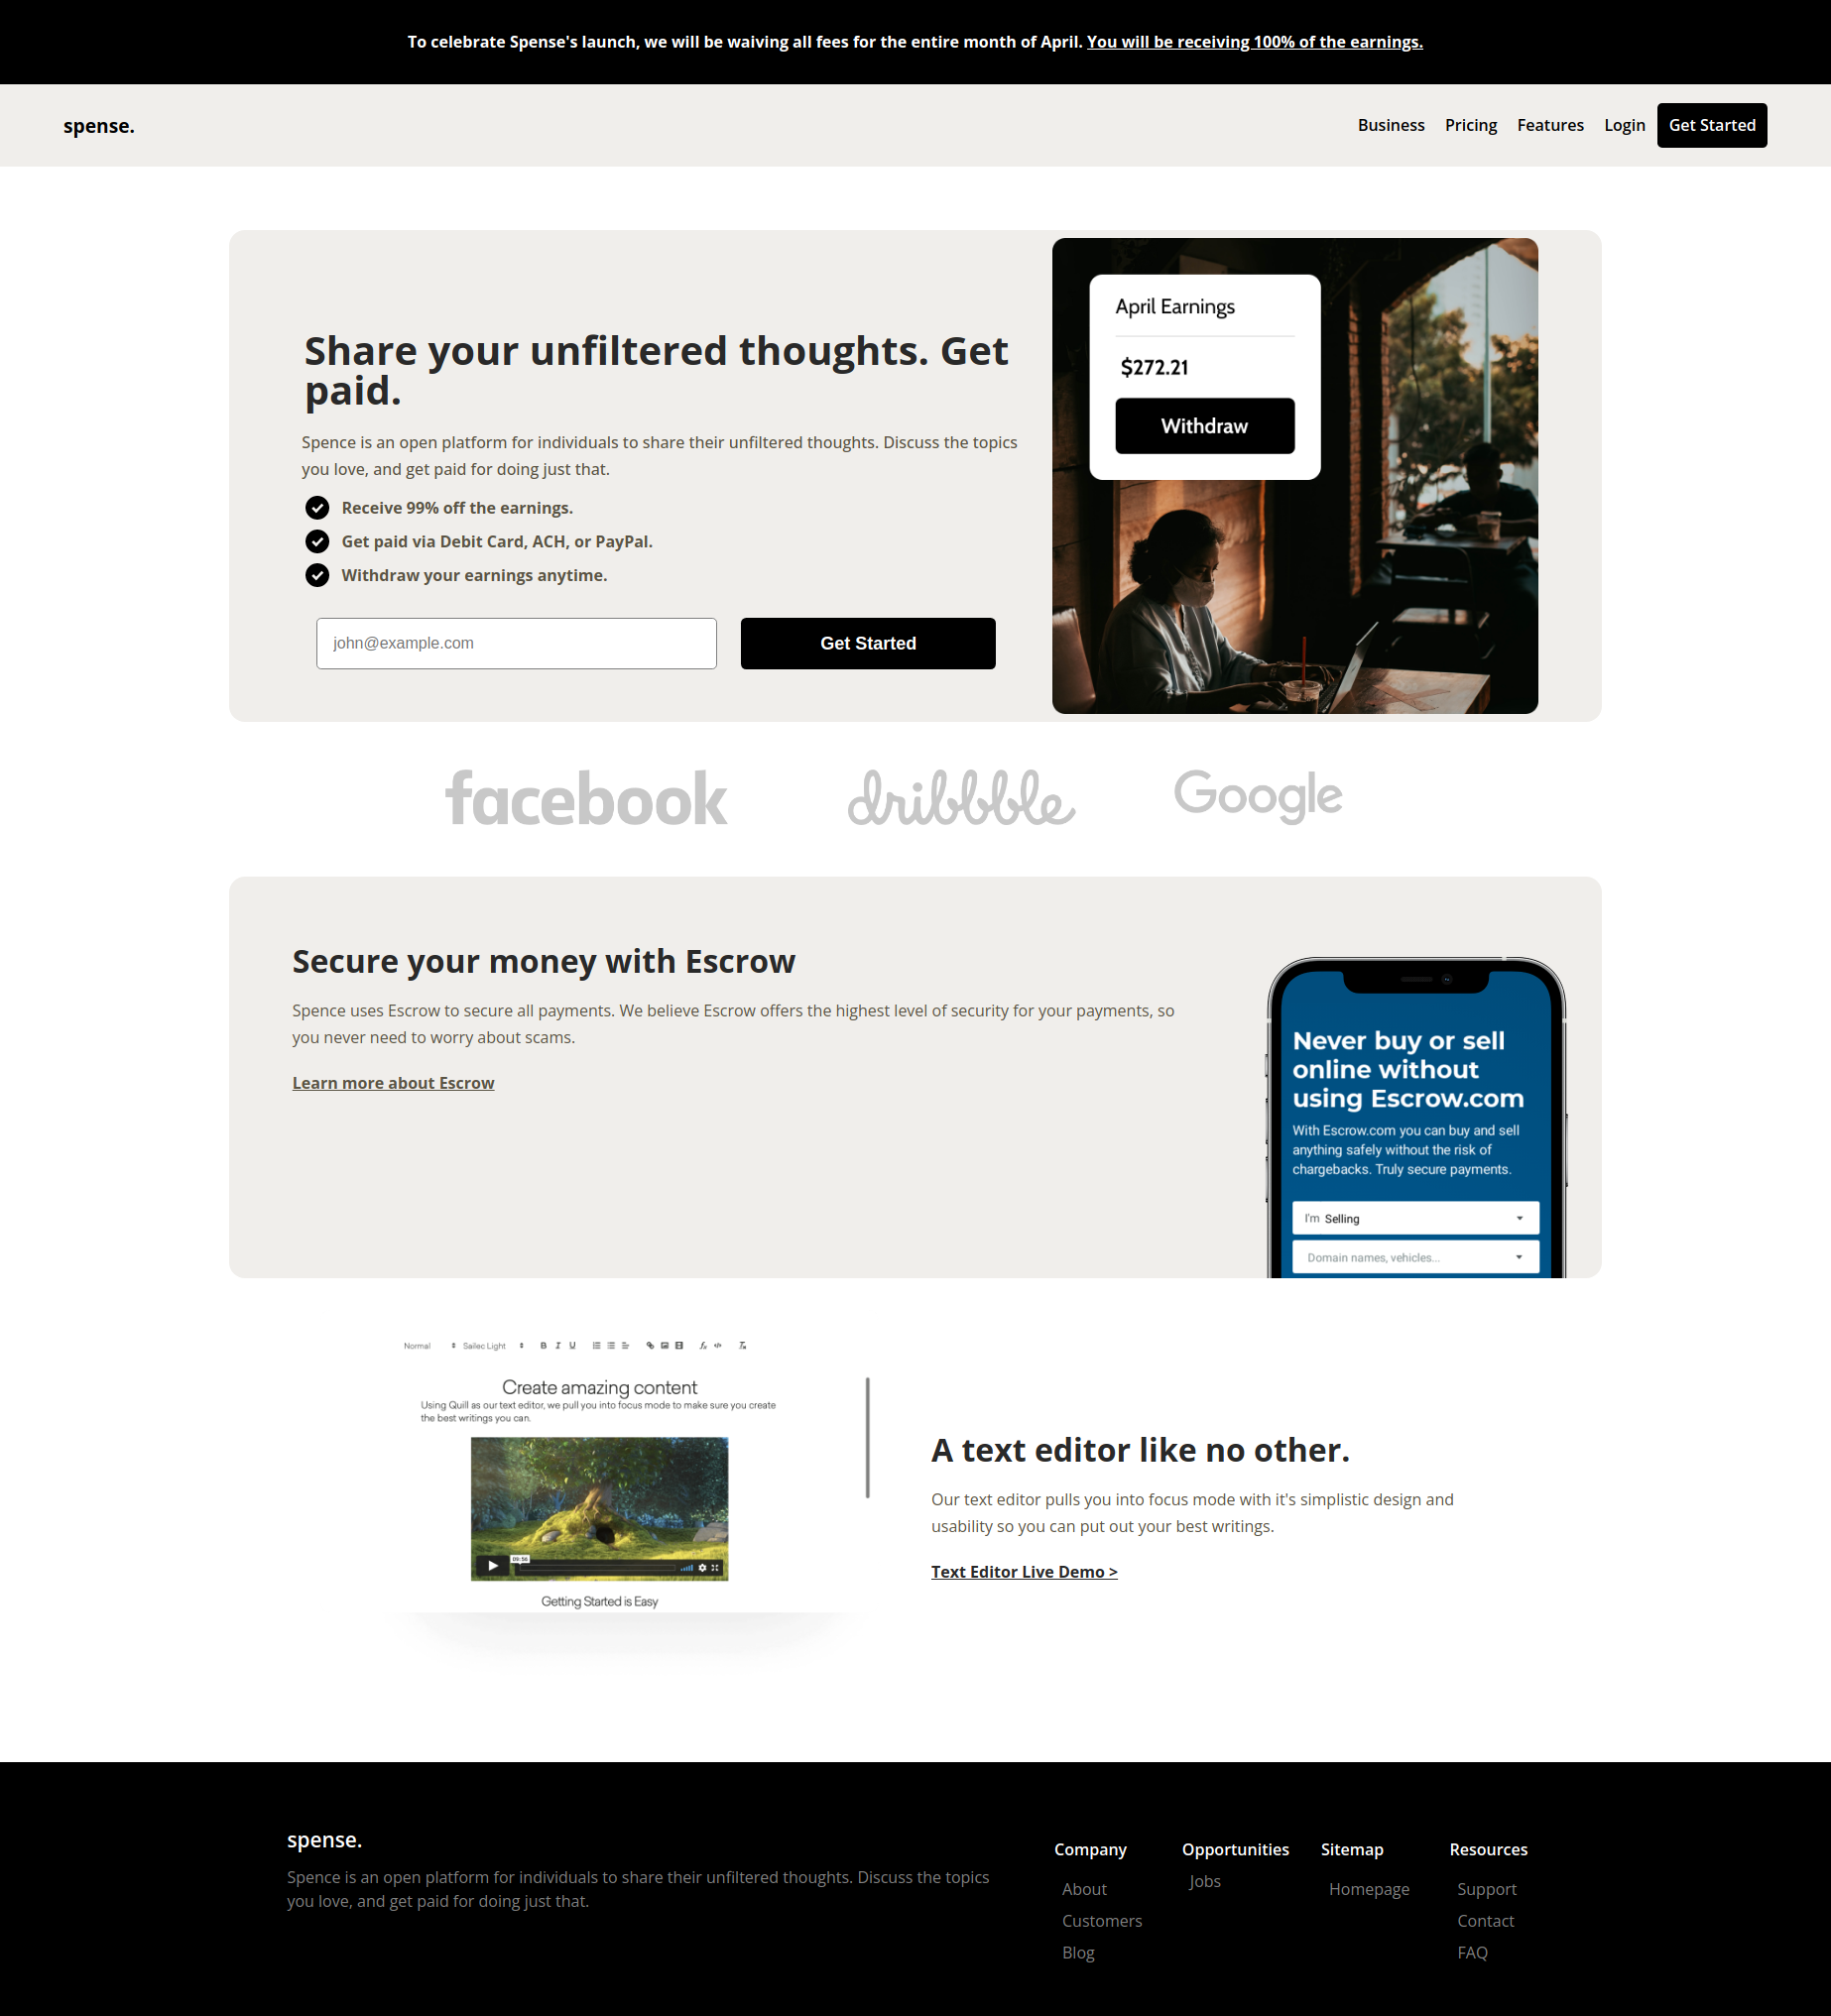 To celebrate Spense's launch, we will be waiving all fees for the entire month of April. You will be receiving 100% of the earnings.
spense.
Business Pricing Features Login Get Started
Share your unfiltered thoughts. Get
paid.
Spence is an open platform for individuals to share their unfiltered thoughts. Discuss the topics
you love, and get paid for doing just that.
Receive 99% off the earnings.
Get paid via Debit Card, ACH, or PayPal.
Withdraw your earnings anytime.
john@example.com
Get Started
April Earnings
$272.21
Withdraw
facebook
dribbble
Google
Secure your money with Escrow
Spence uses Escrow to secure all payments. We believe Escrow offers the highest level of security for your payments, so
you never need to worry about scams.
Learn more about Escrow
Never buy or sell
online without
using Escrow.com
With Escrow.com you can buy and sell
anything safely without the risk of
chargebacks. Truly secure payments.
I'm Selling
Domain names, vehicles...
Normal Sailec Light B I U
Create amazing content
Using Quill as our text editor, we pull you into focus mode to make sure you create
the best writings you can.
09:56
Getting Started is Easy
A text editor like no other.
Our text editor pulls you into focus mode with it's simplistic design and
usability so you can put out your best writings.
Text Editor Live Demo >
spense.
Spence is an open platform for individuals to share their unfiltered thoughts. Discuss the topics
you love, and get paid for doing just that.
Company
About
Customers
Blog
Opportunities
Jobs
Sitemap
Homepage
Resources
Support
Contact
FAQ